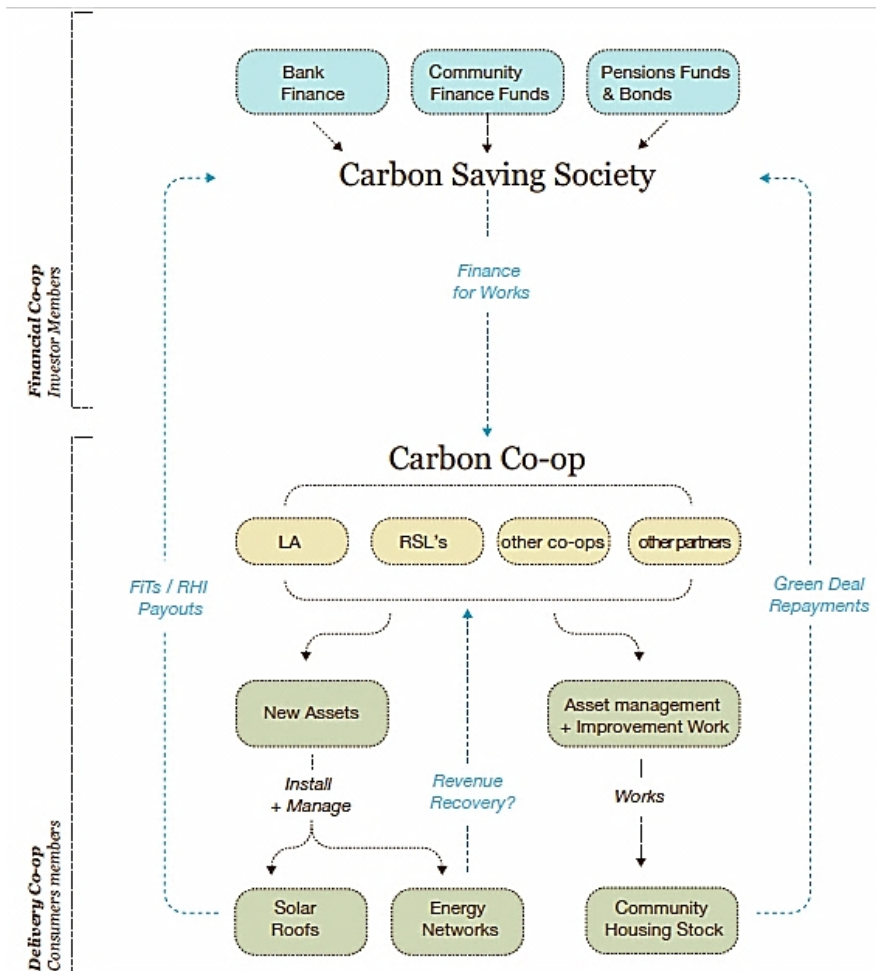 Bank
Finance
Community
Finance Funds
Pensions Funds
& Bonds
Carbon Saving Society
Finance
for Works
Financial Co-op
Investor Members
Carbon Co-op
LA
RSL's
other co-ops
other partners
FiTs / RHI
Payouts
Green Deal
Repayments
New Assets
Asset management
+ Improvement Work
Install
+ Manage
Revenue
Recovery?
Works
Delivery Co-op
Consumers members
Solar
Roofs
Energy
Networks
Community
Housing Stock